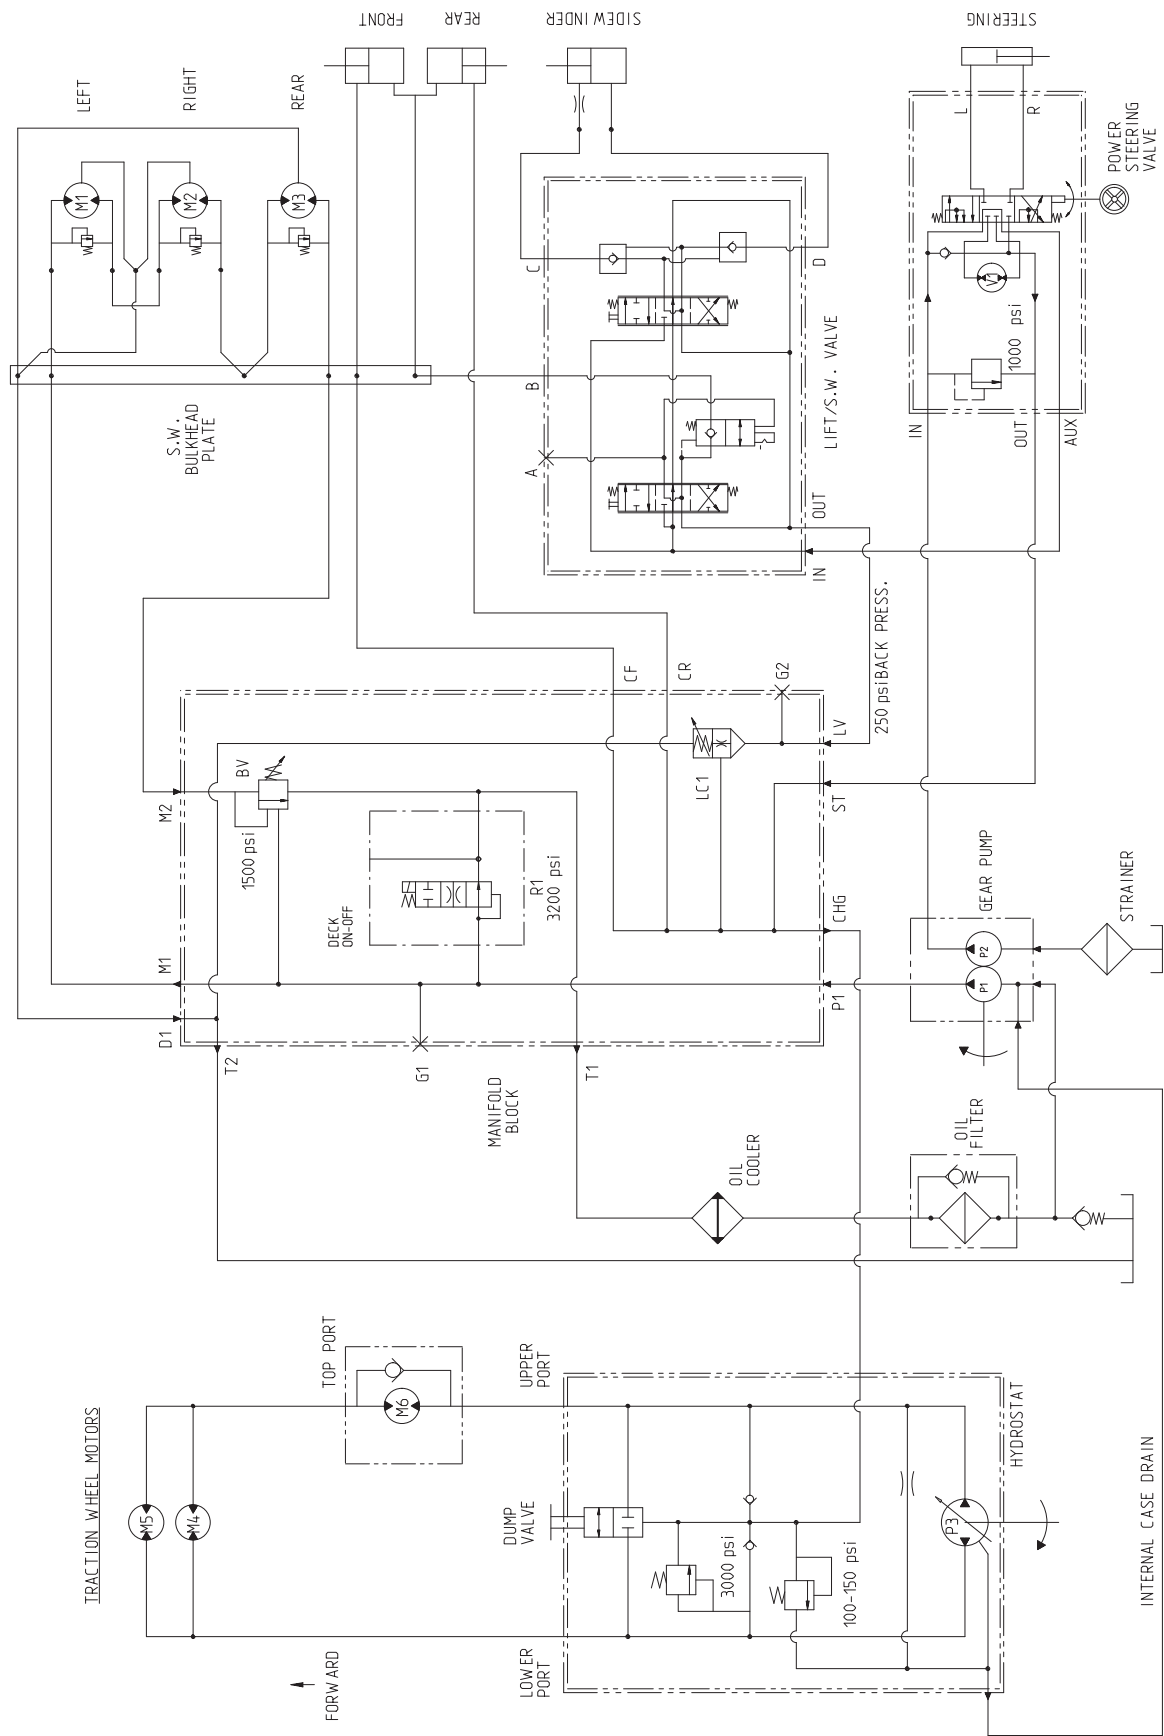 TRACTION WHEEL MOTORS
FORWARD
M5
M4
TOP PORT
M6
UPPER
PORT
LOWER
PORT
DUMP
VALVE
3000 psi
100-150 psi
P3
HYDROSTAT
INTERNAL CASE DRAIN
OIL
COOLER
OIL
FILTER
MANIFOLD
BLOCK
D1
T2
G1
T1
M1
M2
BV
1500 psi
DECK
ON-OFF
R1
3200 psi
LC1
CF
CR
G2
LV
ST
CHG
P1
250 psi BACK PRESS.
GEAR PUMP
P1
P2
STRAINER
S.W.
BULKHEAD
PLATE
LEFT
RIGHT
REAR
M1
M2
M3
FRONT
REAR
SIDEWINDER
STEERING
A
B
C
D
IN
OUT
LIFT/S.W. VALVE
IN
OUT
AUX
1000 psi
V1
L
R
POWER
STEERING
VALVE